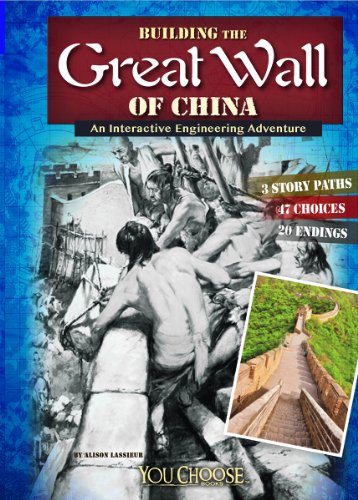 BUILDING THE
Great Wall
OF CHINA
An Interactive Engineering Adventure
3 STORY PATHS
47 CHOICES
20 ENDINGS
BY ALISON LASSIEUR
YOU CHOOSE
BOOKS